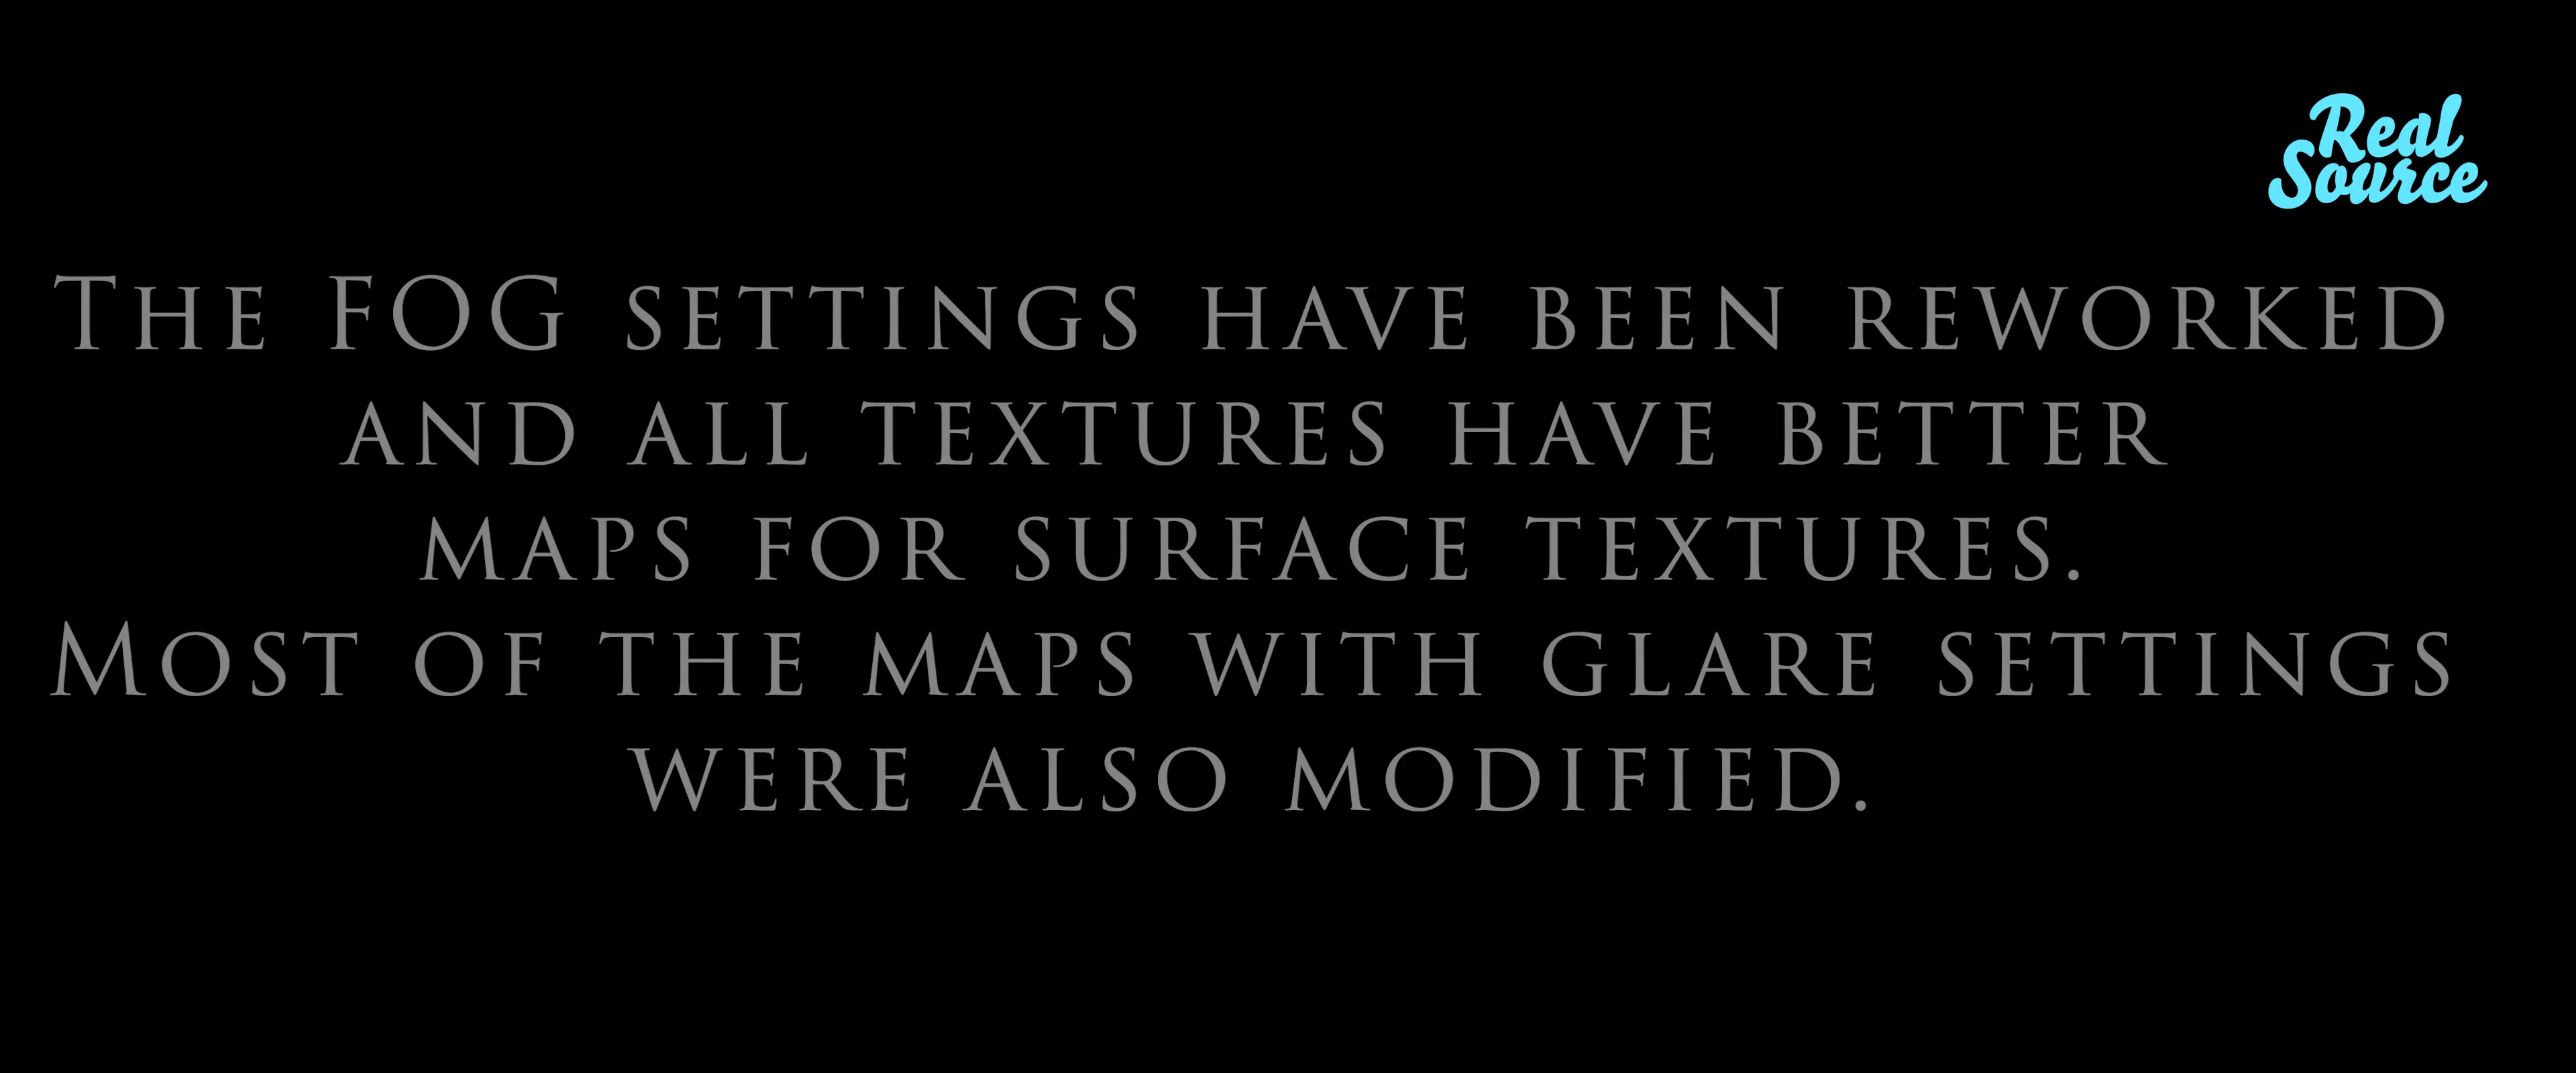 Real
Source
The FOG settings have been reworked
and all textures have better
maps for surface textures.
Most of the maps with glare settings
were also modified.